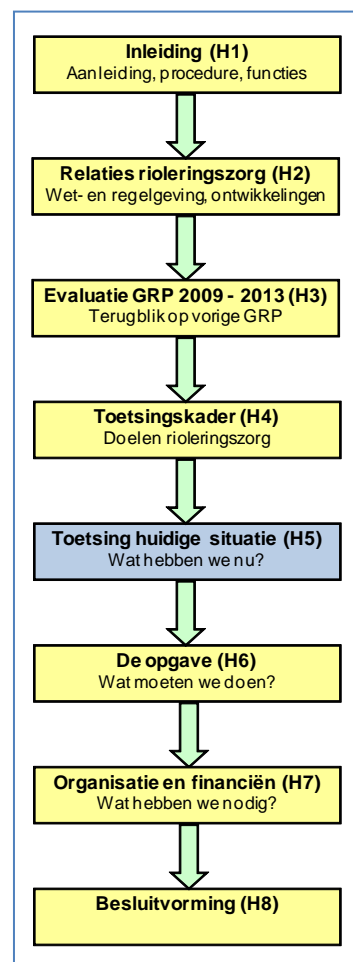 Inleiding (H1)
Aanleiding, procedure, functies
Relaties rioleringszorg (H2)
Wet- en regelgeving, ontwikkelingen
Evaluatie GRP 2009 - 2013 (H3)
Terugblik op vorige GRP
Toetsingskader (H4)
Doelen rioleringszorg
Toetsing huidige situatie (H5)
Wat hebben we nu?
De opgave (H6)
Wat moeten we doen?
Organisatie en financiën (H7)
Wat hebben we nodig?
Besluitvorming (H8)